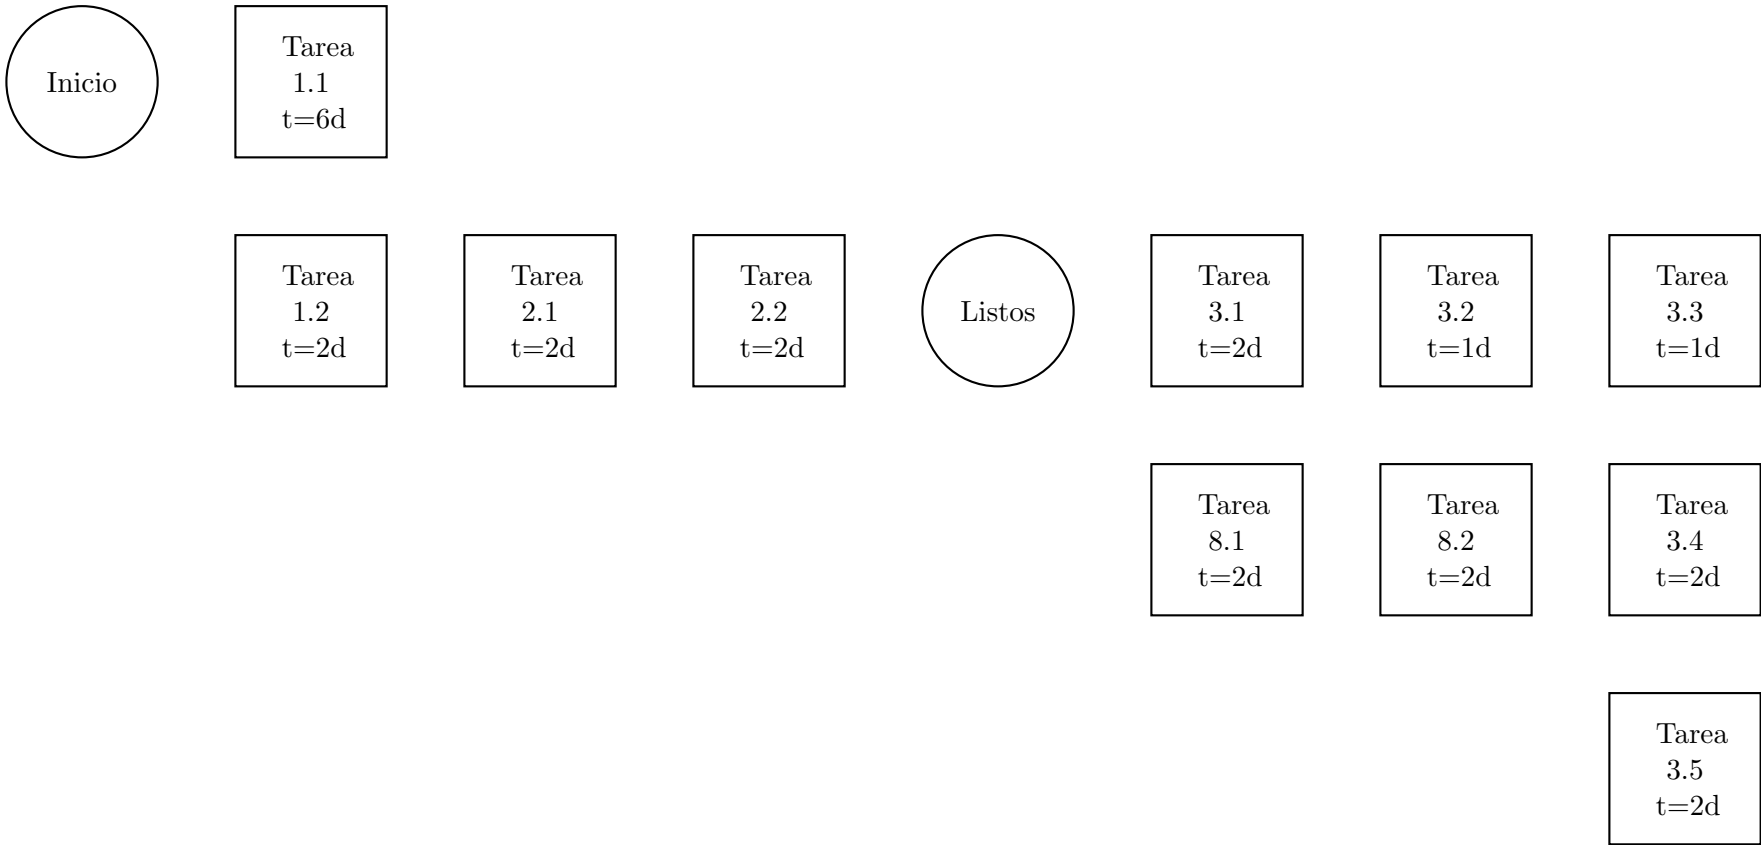 Inicio
Tarea
1.1
t=6d
Tarea
1.2
t=2d
Tarea
2.1
t=2d
Tarea
2.2
t=2d
Listos
Tarea
3.1
t=2d
Tarea
3.2
t=1d
Tarea
3.3
t=1d
Tarea
8.1
t=2d
Tarea
8.2
t=2d
Tarea
3.4
t=2d
Tarea
3.5
t=2d